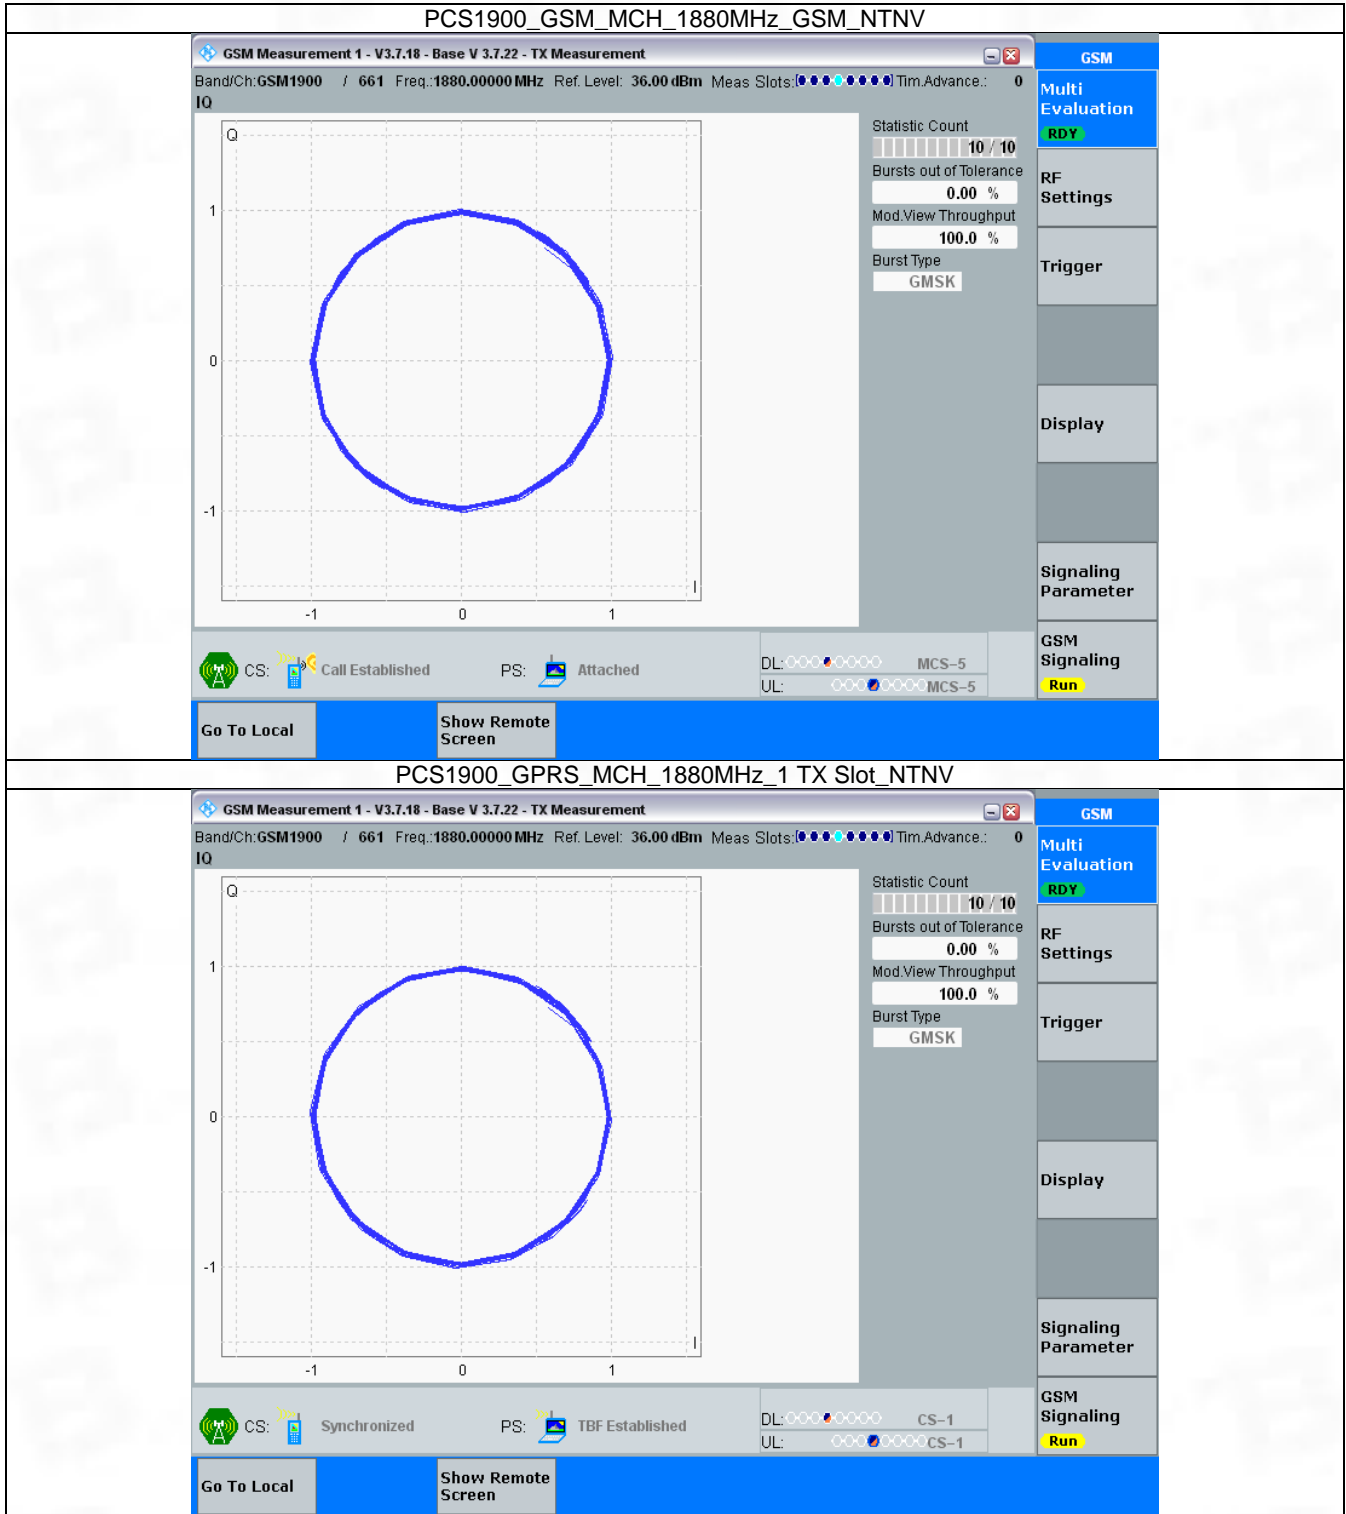 PCS1900_GSM_MCH_1880MHz_GSM_NTNV
GSM Measurement 1 - V3.7.18 - Base V 3.7.22 - TX Measurement
GSM
Band/Ch:GSM1900 / 661 Freq.:1880.00000 MHz Ref. Level: 36.00 dBm Meas Slots: Tim.Advance.: 0
IQ
Multi
Evaluation
RDY
Q
1
0
-1
I
-1 0 1
Statistic Count
10 / 10
Bursts out of Tolerance
0.00 %
Mod.View Throughput
100.0 %
Burst Type
GMSK
RF
Settings
Trigger
Display
Signaling
Parameter
GSM
Signaling
Run
CS: Call Established PS: Attached
DL: MCS-5
UL: MCS-5
Go To Local
Show Remote
Screen
PCS1900_GPRS_MCH_1880MHz_1 TX Slot_NTNV
GSM Measurement 1 - V3.7.18 - Base V 3.7.22 - TX Measurement
GSM
Band/Ch:GSM1900 / 661 Freq.:1880.00000 MHz Ref. Level: 36.00 dBm Meas Slots: Tim.Advance.: 0
IQ
Multi
Evaluation
RDY
Q
1
0
-1
I
-1 0 1
Statistic Count
10 / 10
Bursts out of Tolerance
0.00 %
Mod.View Throughput
100.0 %
Burst Type
GMSK
RF
Settings
Trigger
Display
Signaling
Parameter
GSM
Signaling
Run
CS: Synchronized PS: TBF Established
DL: CS-1
UL: CS-1
Go To Local
Show Remote
Screen